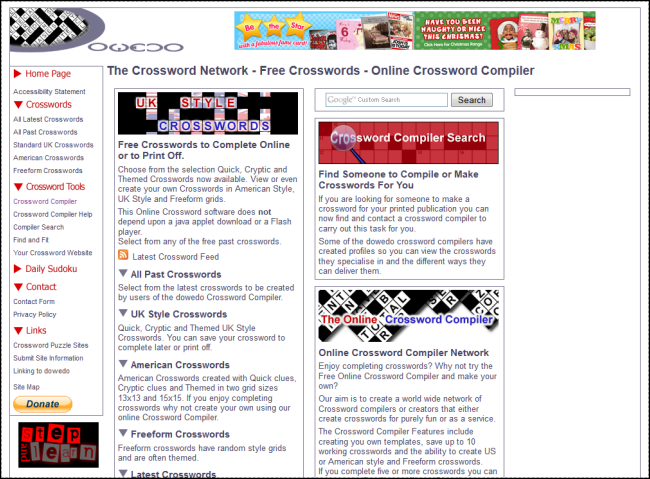 OOWEOO
Be the Star
with a fabulous func card!
HAVE YOU BEEN
NAUGHTY OR NICE
THIS CHRISTMAS?
Click Here for Christmas Range
The Crossword Network - Free Crosswords - Online Crossword Compiler
Home Page
Accessibility Statement
Crosswords
All Latest Crosswords
All Past Crosswords
Standard UK Crosswords
American Crosswords
Freeform Crosswords
Crossword Tools
Crossword Compiler
Crossword Compiler Help
Compiler Search
Find and Fit
Your Crossword Website
Daily Sudoku
Contact
Contact Form
Privacy Policy
Links
Crossword Puzzle Sites
Submit Site Information
Linking to dowedo
Site Map
Donate
step
and
learn
UK STYLE
CROSSWORDS
Free Crosswords to Complete Online
or to Print Off.
Choose from the selection Quick, Cryptic and
Themed Crosswords now available. View or even
create your own Crosswords in American Style,
UK Style and Freeform grids.
This Online Crossword software does not
depend upon a java applet download or a Flash
player.
Select from any of the free past crosswords.
Latest Crossword Feed
All Past Crosswords
Select from the latest crosswords to be created
by users of the dowedo Crossword Compiler.
UK Style Crosswords
Quick, Cryptic and Themed UK Style
Crosswords. You can save your crossword to
complete later or print off.
American Crosswords
American Crosswords created with Quick clues,
Cryptic clues and Themed in two grid sizes
13x13 and 15x15. If you enjoy completing
crosswords why not create your own using our
online Crossword Compiler.
Freeform Crosswords
Freeform crosswords have random style grids
and are often themed.
Latest Crosswords
Google™ Custom Search
Search
Crossword Compiler Search
Find Someone to Compile or Make
Crosswords For You
If you are looking for someone to make a
crossword for your printed publication you can
now find and contact a crossword compiler to
carry out this task for you.
Some of the dowedo crossword compilers have
created profiles so you can view the crosswords
they specialise in and the different ways they
can deliver them.
The Online Crossword Compiler
Online Crossword Compiler Network
Enjoy completing crosswords? Why not try the
Free Online Crossword Compiler and make your
own?
Our aim is to create a world wide network of
Crossword compilers or creators that either
create crosswords for purely fun or as a service.
The Crossword Compiler Features include
creating you own templates, save up to 10
working crosswords and the ability to create US
or American style and Freeform crosswords.
If you complete five or more crosswords you can